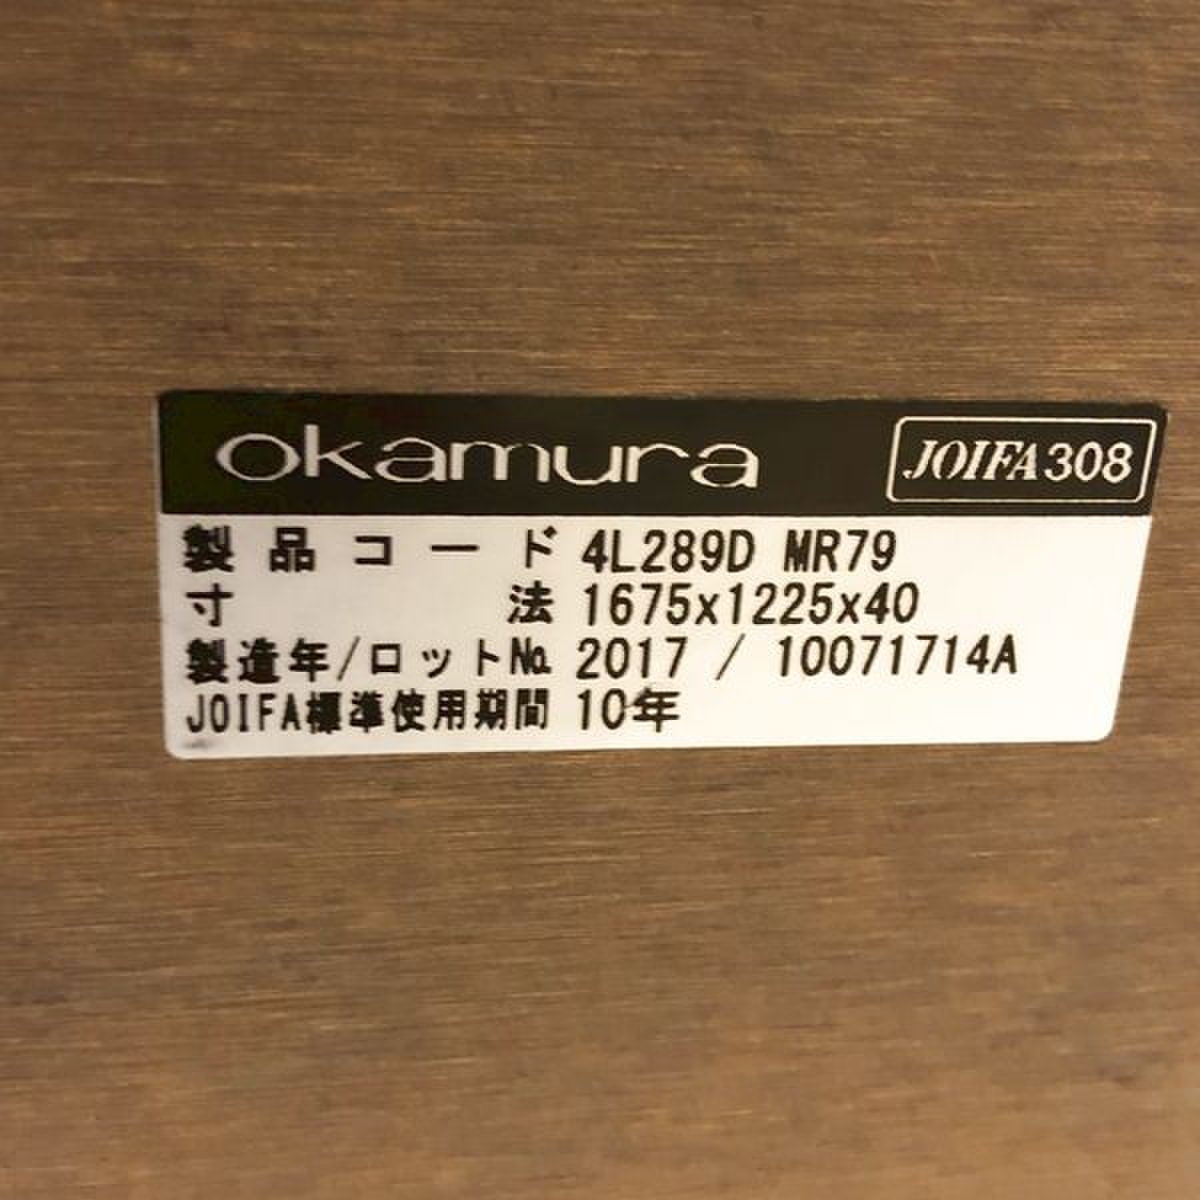 okamura JOIFA308
製品コード 4L289D MR79
寸法 1675x1225x40
製造年/ロット№ 2017 / 10071714A
JOIFA標準使用期間 10年